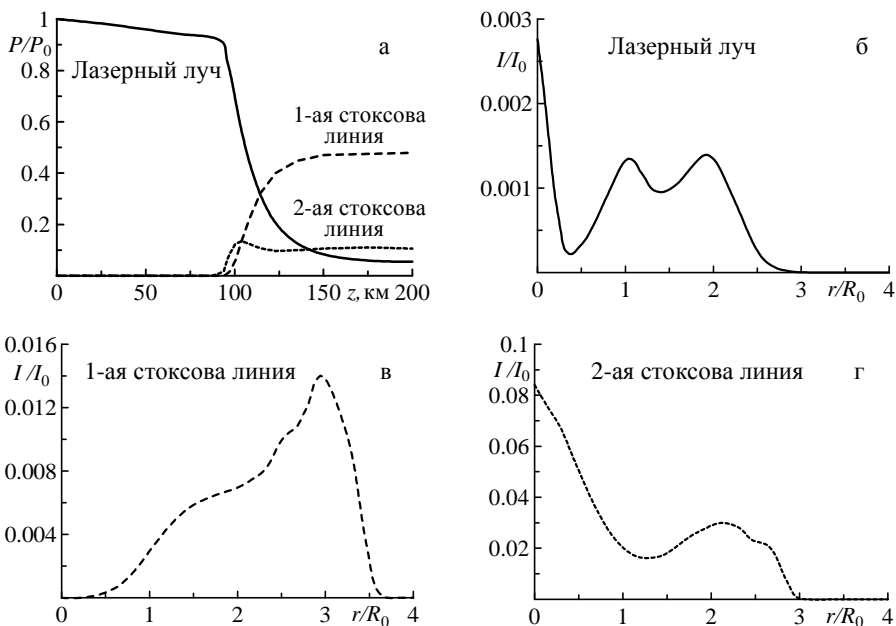 1
P/P₀
а
0.8
Лазерный луч
0.6
1-ая стоксова
линия
0.4
2-ая стоксова
линия
0.2
0 50 100 150 z, км 200
0.003
I/I₀
Лазерный луч
б
0.002
0.001
0 1 2 3 r/R₀ 4
0.016
I/I₀
1-ая стоксова линия
в
0.012
0.008
0.004
0 1 2 3 r/R₀ 4
0.1
I/I₀
2-ая стоксова линия
г
0.08
0.06
0.04
0.02
0 1 2 3 r/R₀ 4